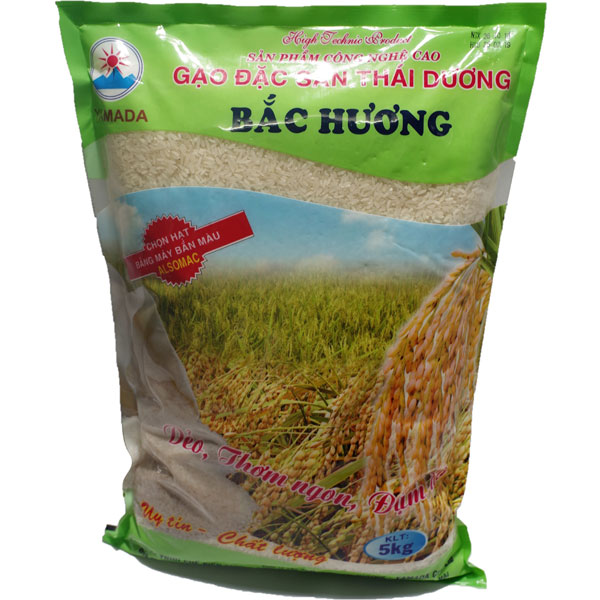 High Technic Product
SẢN PHẨM CÔNG NGHỆ CAO
GẠO ĐẶC SẢN THÁI DƯƠNG
BẮC HƯƠNG
CHỌN HẠT
BẰNG MÁY BẮN MÀU
ALSOMAC
Dẻo, Thơm ngon, Đậm
Uy tín - Chất lượng
KLT:
5kg